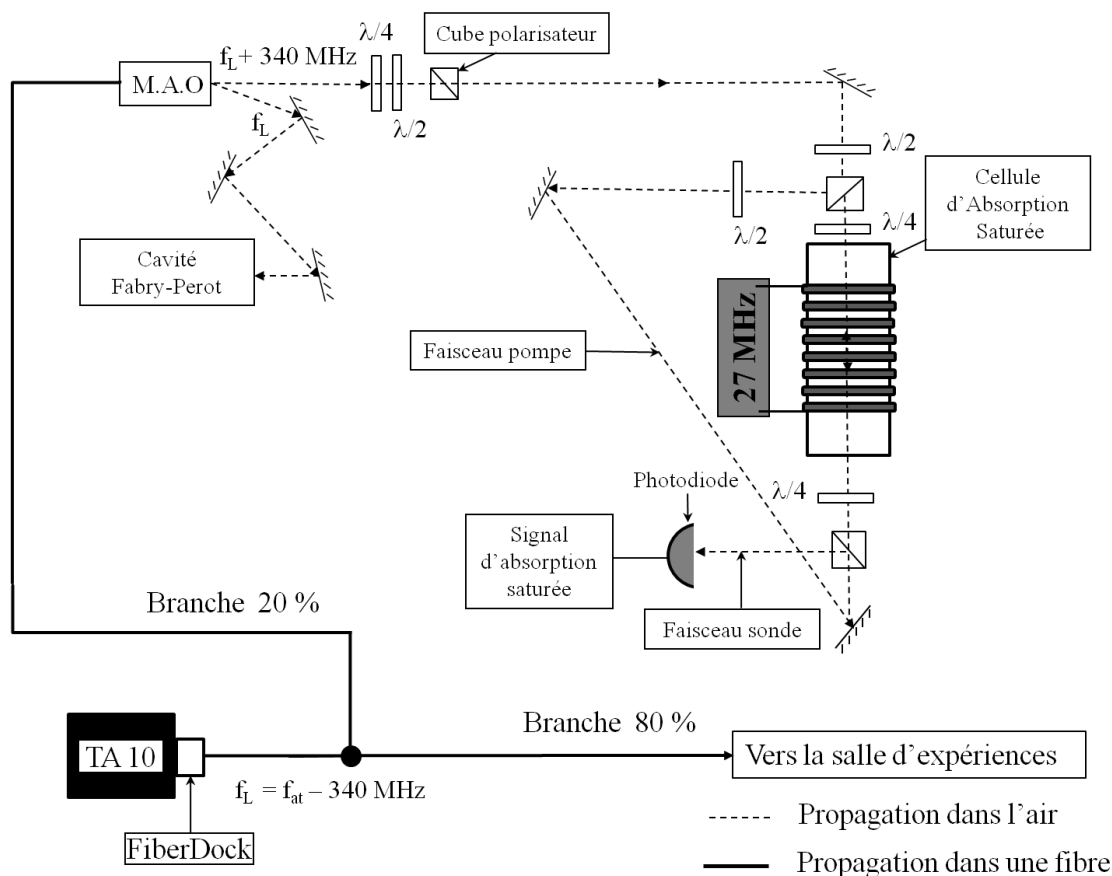 λ/4
Cube polarisateur
f_L + 340 MHz
M.A.O
λ/2
f_L
λ/2
Cellule
d'Absorption
Saturée
λ/4
λ/2
Cavité
Fabry-Perot
27 MHz
Faisceau pompe
Photodiode
λ/4
Signal
d'absorption
saturée
Faisceau sonde
Branche 20 %
Branche 80 %
TA 10
Vers la salle d'expériences
f_L = f_at – 340 MHz
FiberDock
Propagation dans l'air
Propagation dans une fibre